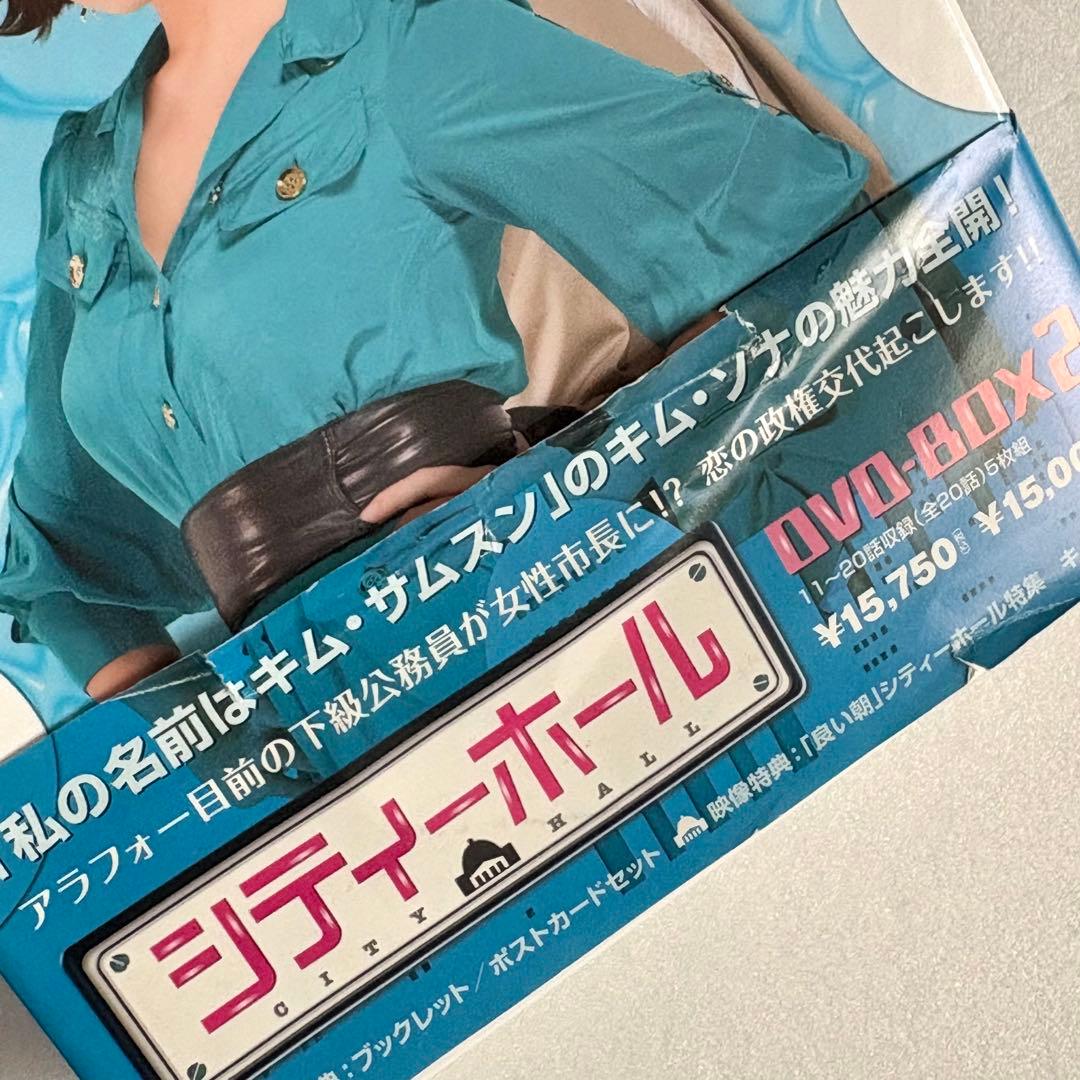 「私の名前はキム・サムスン」のキム・ソナの魅力全開!
アラフォー目前の下級公務員が女性市長に!? 恋の政権交代起こします!!
シティーホール
CITY HALL
DVD-BOX2
11〜20話収録(全20話)5枚組
¥15,750(税込) ¥15,00
:ブックレット/ポストカードセット
映像特典:「良い朝」シティーホール特集 キ